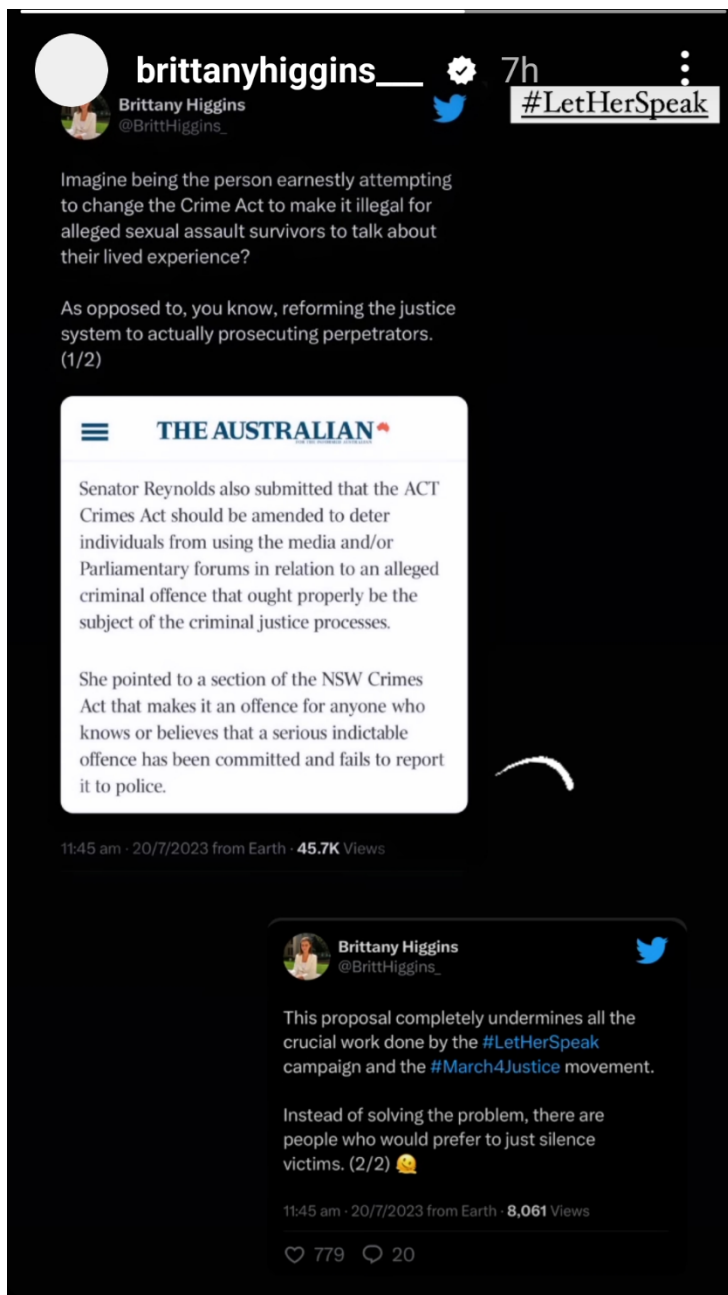 brittanyhiggins___ 7h
#LetHerSpeak
Brittany Higgins
@BrittHiggins_
Imagine being the person earnestly attempting
to change the Crime Act to make it illegal for
alleged sexual assault survivors to talk about
their lived experience?
As opposed to, you know, reforming the justice
system to actually prosecuting perpetrators.
(1/2)
THE AUSTRALIAN
Senator Reynolds also submitted that the ACT
Crimes Act should be amended to deter
individuals from using the media and/or
Parliamentary forums in relation to an alleged
criminal offence that ought properly be the
subject of the criminal justice processes.
She pointed to a section of the NSW Crimes
Act that makes it an offence for anyone who
knows or believes that a serious indictable
offence has been committed and fails to report
it to police.
11:45 am · 20/7/2023 from Earth · 45.7K Views
Brittany Higgins
@BrittHiggins_
This proposal completely undermines all the
crucial work done by the #LetHerSpeak
campaign and the #March4Justice movement.
Instead of solving the problem, there are
people who would prefer to just silence
victims. (2/2) 🫠
11:45 am · 20/7/2023 from Earth · 8,061 Views
779 20